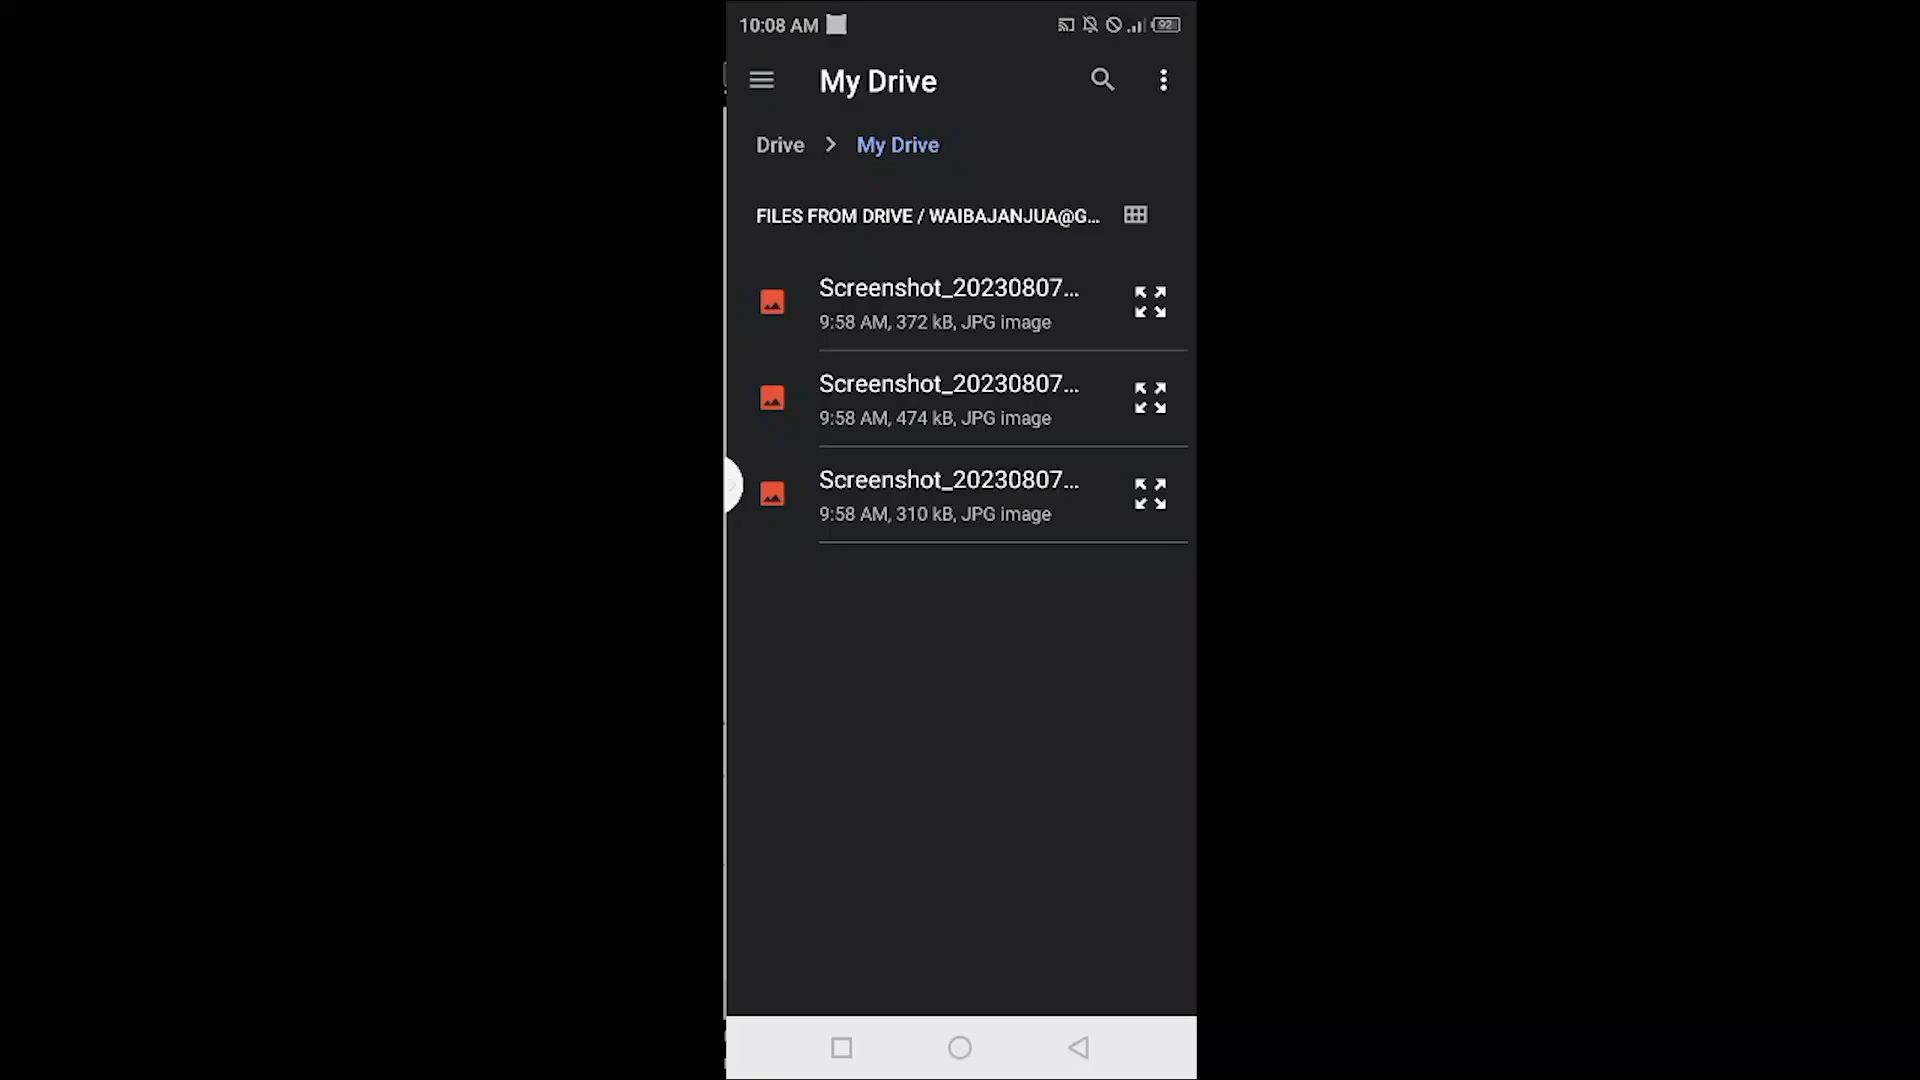 10:08 AM
92
My Drive
Drive > My Drive
FILES FROM DRIVE / WAIBAJANJUA@G...
Screenshot_20230807...
9:58 AM, 372 kB, JPG image
Screenshot_20230807...
9:58 AM, 474 kB, JPG image
Screenshot_20230807...
9:58 AM, 310 kB, JPG image